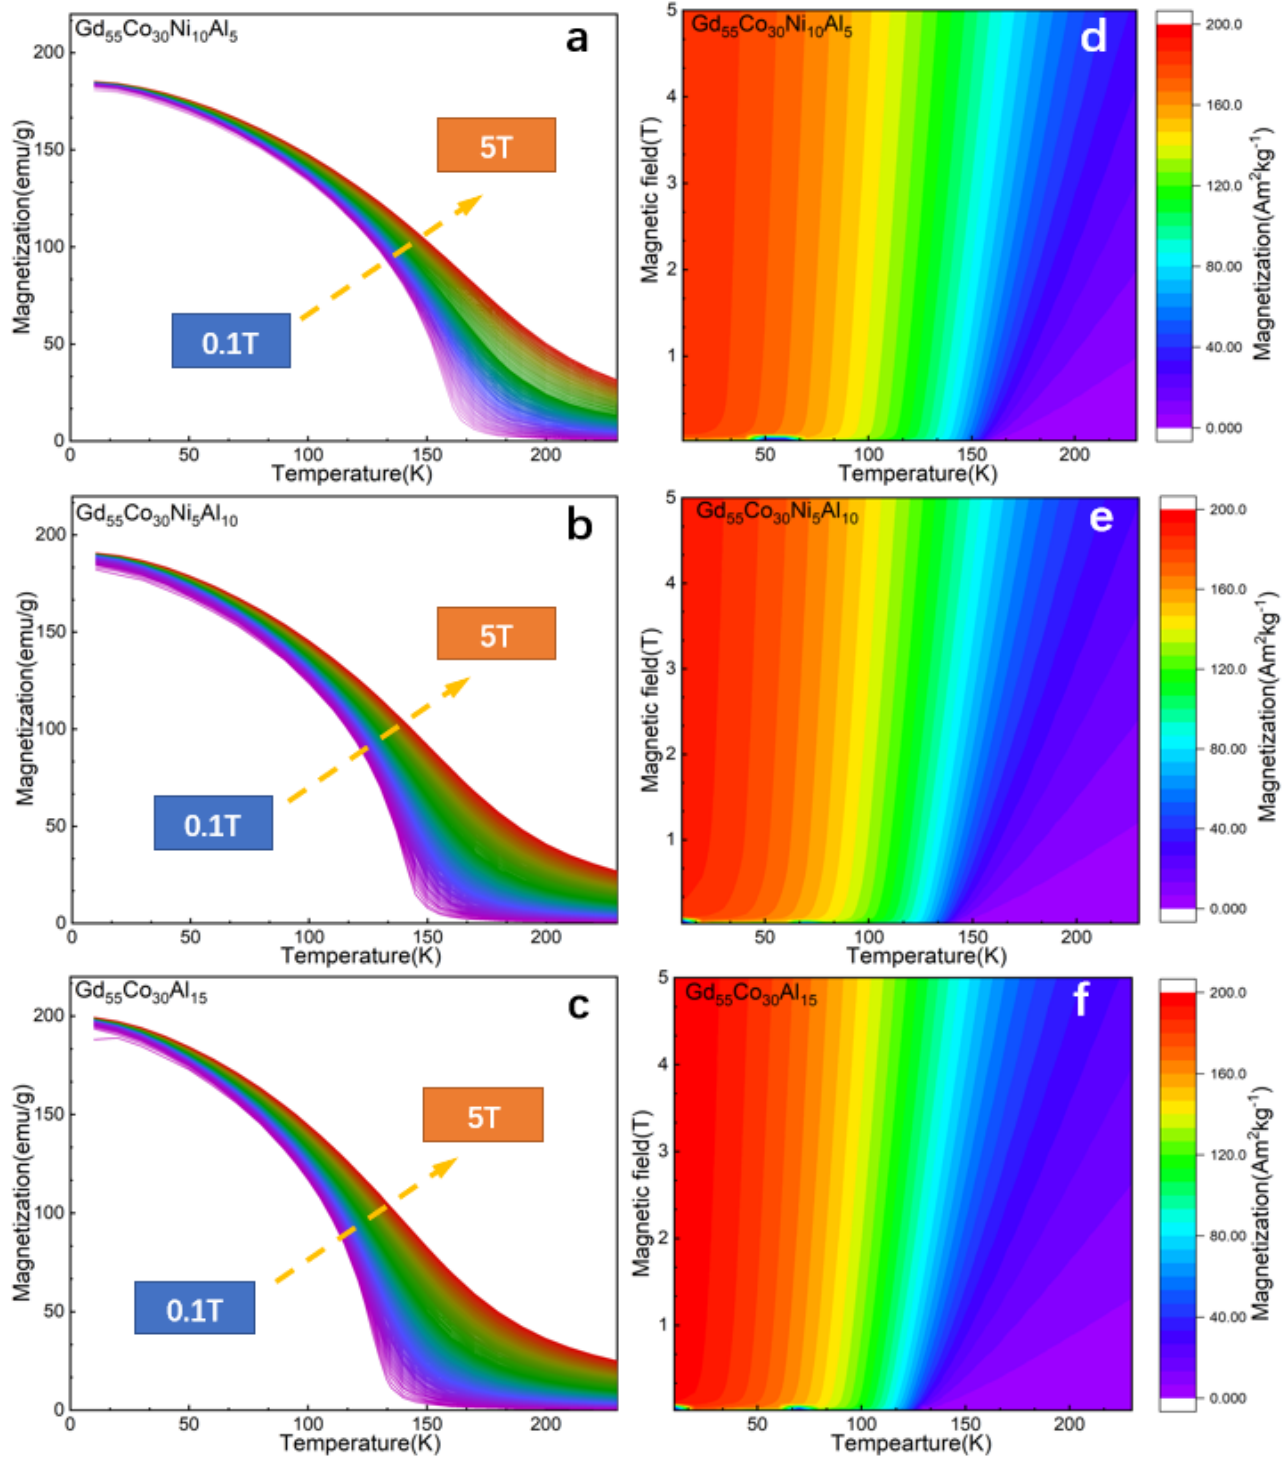 Gd₅₅Co₃₀Ni₁₀Al₅
a
200
150
100
50
0
Magnetization(emu/g)
5T
0.1T
50
100
150
200
Temperature(K)
Gd₅₅Co₃₀Ni₁₀Al₅
d
5
4
3
2
1
Magnetic field(T)
50
100
150
200
Temperature(K)
200.0
160.0
120.0
80.00
40.00
0.000
Magnetization(Am²kg⁻¹)
Gd₅₅Co₃₀Ni₅Al₁₀
b
200
150
100
50
0
Magnetization(emu/g)
5T
0.1T
0
50
100
150
200
Temperature(K)
Gd₅₅Co₃₀Ni₅Al₁₀
e
5
4
3
2
1
Magnetic field(T)
50
100
150
200
Temperature(K)
200.0
160.0
120.0
80.00
40.00
0.000
Magnetization(Am²kg⁻¹)
Gd₅₅Co₃₀Al₁₅
c
200
150
100
50
0
Magnetization(emu/g)
5T
0.1T
0
50
100
150
200
Temperature(K)
Gd₅₅Co₃₀Al₁₅
f
5
4
3
2
1
Magnetic field(T)
50
100
150
200
Tempearture(K)
200.0
160.0
120.0
80.00
40.00
0.000
Magnetization(Am²kg⁻¹)